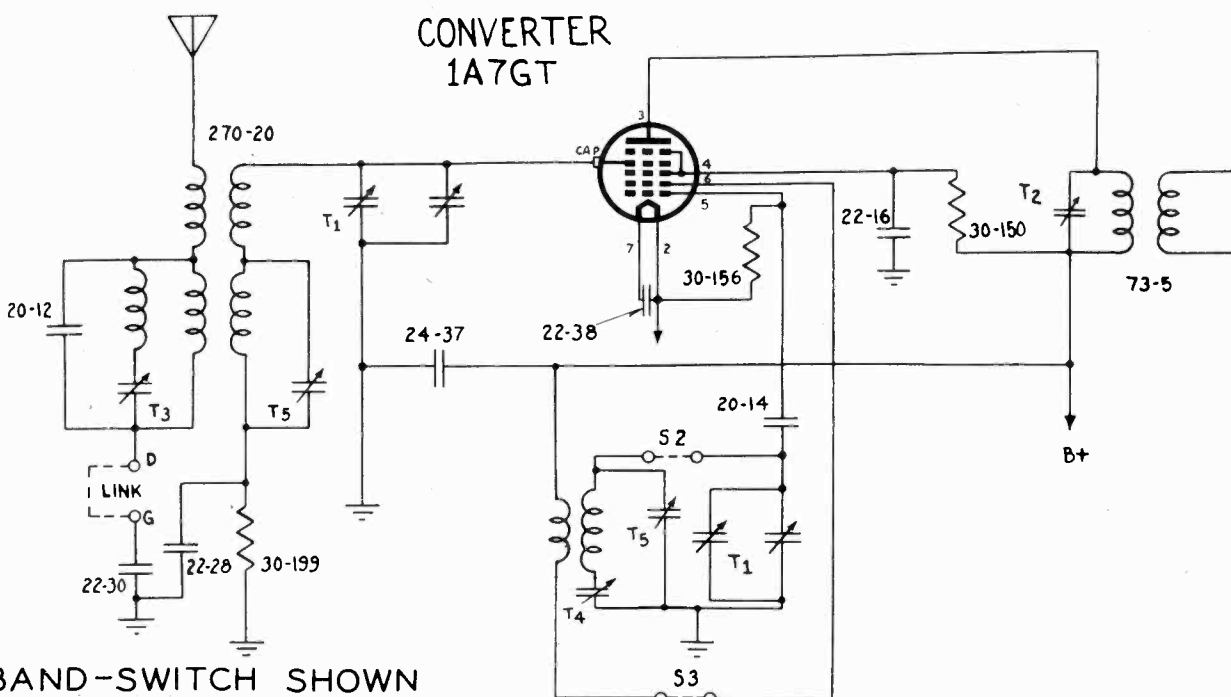 CONVERTER
1A7GT
270-20
CAP
3
4
6
5
7
2
T1
22-16
30-150
T2
73-5
30-156
22-38
20-12
T3
T5
24-37
20-14
B+
D
LINK
G
S2
T5
T1
T4
22-30
22-28
30-199
S3
BAND-SWITCH SHOWN